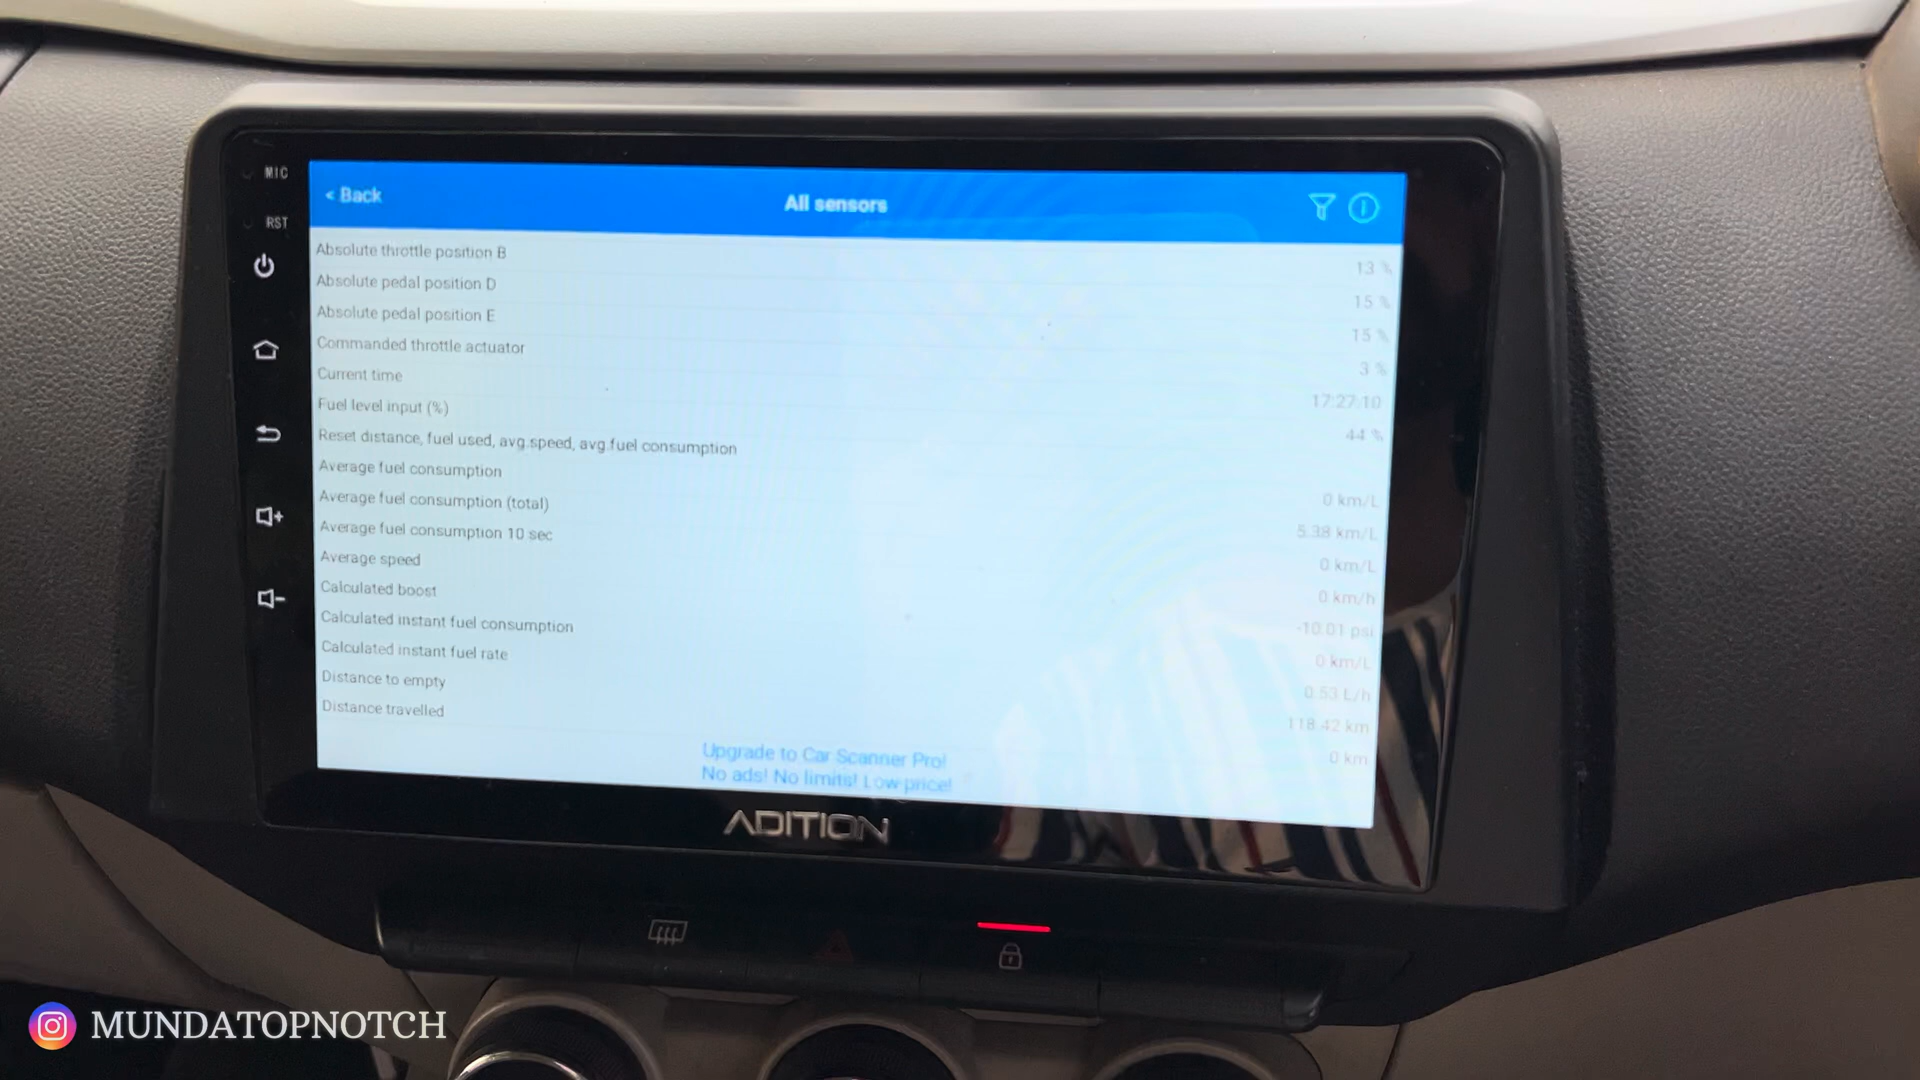 MIC
RST
< Back
All sensors
Absolute throttle position B
13 %
Absolute pedal position D
15 %
Absolute pedal position E
15 %
Commanded throttle actuator
3 %
Current time
17:27:10
Fuel level input (%)
44 %
Reset distance, fuel used, avg.speed, avg.fuel consumption
Average fuel consumption
0 km/L
Average fuel consumption (total)
5.38 km/L
Average fuel consumption 10 sec
0 km/L
Average speed
0 km/h
Calculated boost
-10.01 psi
Calculated instant fuel consumption
0 km/L
Calculated instant fuel rate
0.53 L/h
Distance to empty
118.42 km
Distance travelled
0 km
Upgrade to Car Scanner Pro!
No ads! No limits! Low price!
ADITION
MUNDATOPNOTCH